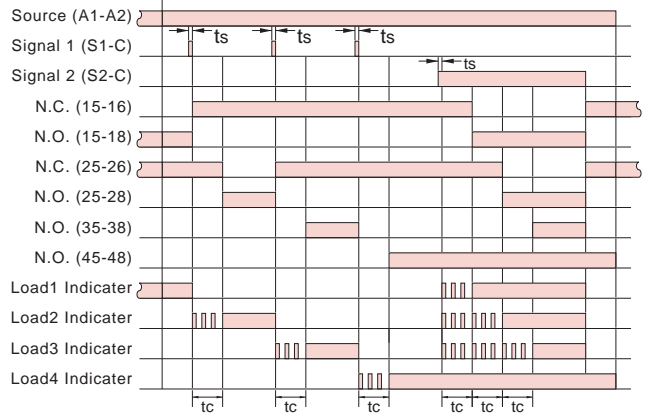 Source (A1-A2)
Signal 1 (S1-C)
ts ts ts
Signal 2 (S2-C)
ts
N.C. (15-16)
N.O. (15-18)
N.C. (25-26)
N.O. (25-28)
N.O. (35-38)
N.O. (45-48)
Load1 Indicater
Load2 Indicater
Load3 Indicater
Load4 Indicater
tc tc tc tc tc tc